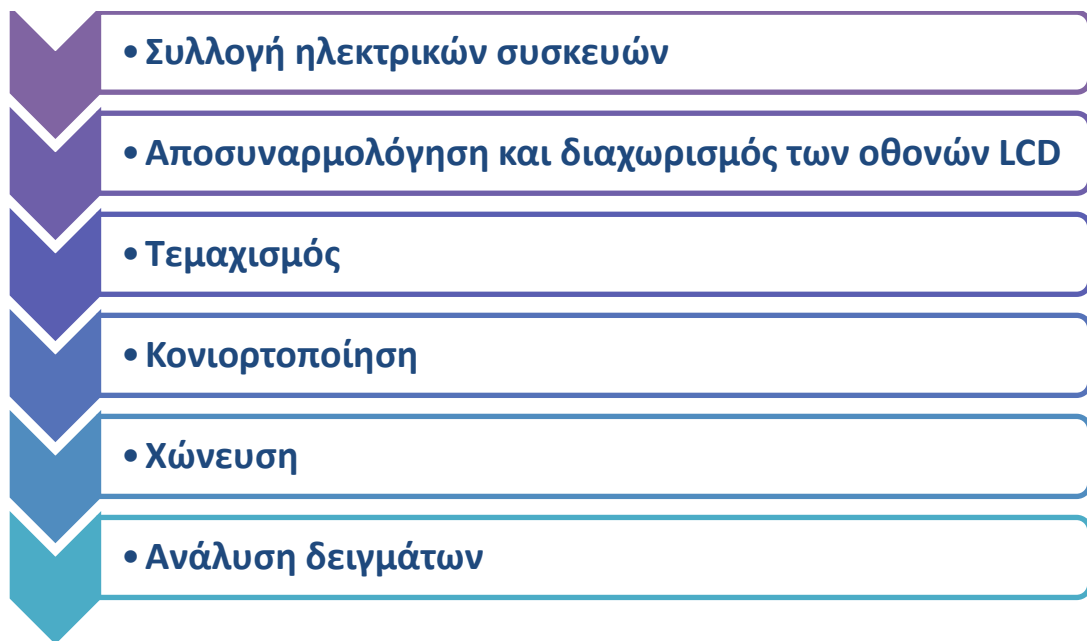 • Συλλογή ηλεκτρικών συσκευών
• Αποσυναρμολόγηση και διαχωρισμός των οθονών LCD
• Τεμαχισμός
• Κονιορτοποίηση
• Χώνευση
• Ανάλυση δειγμάτων